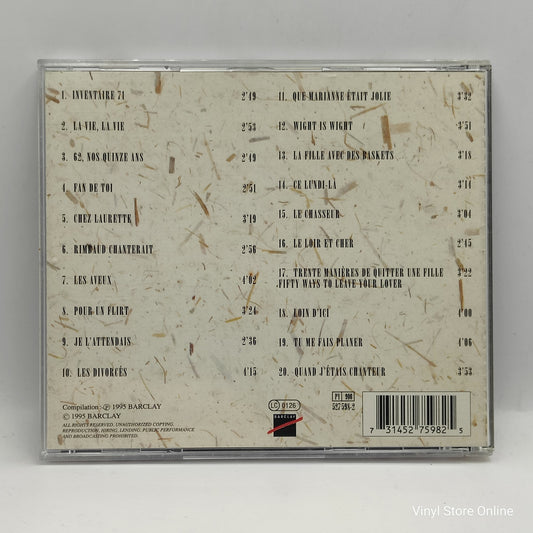 1. INVENTAIRE 71 2'49
2. LA VIE, LA VIE 2'53
3. 62, NOS QUINZE ANS 2'49
4. FAN DE TOI 2'51
5. CHEZ LAURETTE 3'19
6. RIMBAUD CHANTERAIT 2'56
7. LES AVEUX 4'02
8. POUR UN FLIRT 3'24
9. JE L'ATTENDAIS 2'36
10. LES DIVORCÉS 4'15
11. QUE MARIANNE ÉTAIT JOLIE 3'32
12. WIGHT IS WIGHT 3'51
13. LA FILLE AVEC DES BASKETS 3'18
14. CE LUNDI-LÀ 3'14
15. LE CHASSEUR 3'04
16. LE LOIR ET CHER 2'45
17. TRENTE MANIÈRES DE QUITTER UNE FILLE 3'22
FIFTY WAYS TO LEAVE YOUR LOVER
18. LOIN D'ICI 4'00
19. TU ME FAIS PLANER 4'06
20. QUAND J'ÉTAIS CHANTEUR 3'53
Compilation : ℗ 1995 BARCLAY
© 1995 BARCLAY
ALL RIGHTS RESERVED. UNAUTHORIZED COPYING,
REPRODUCTION, HIRING, LENDING, PUBLIC PERFORMANCE
AND BROADCASTING PROHIBITED.
LC 0126
BARCLAY
PY 900
527 598-2
7 31452 75982 5
Vinyl Store Online